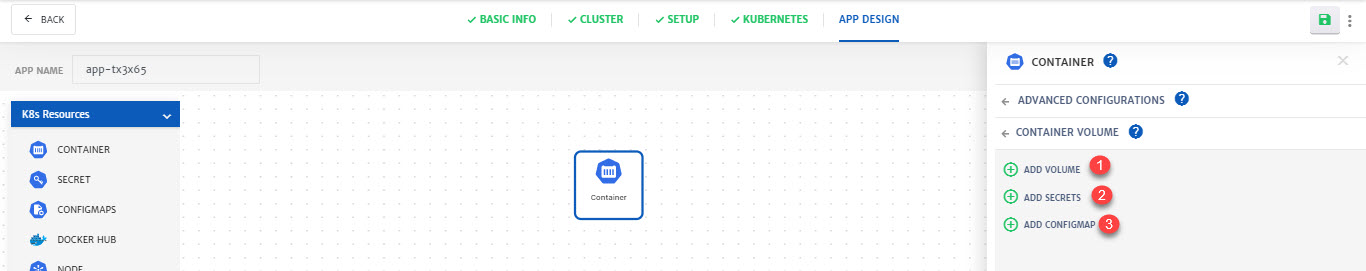 BACK
BASIC INFO
CLUSTER
SETUP
KUBERNETES
APP DESIGN
APP NAME
app-tx3x65
K8s Resources
CONTAINER
SECRET
CONFIGMAPS
DOCKER HUB
NODE
Container
CONTAINER ?
ADVANCED CONFIGURATIONS ?
CONTAINER VOLUME ?
ADD VOLUME 1
ADD SECRETS 2
ADD CONFIGMAP 3